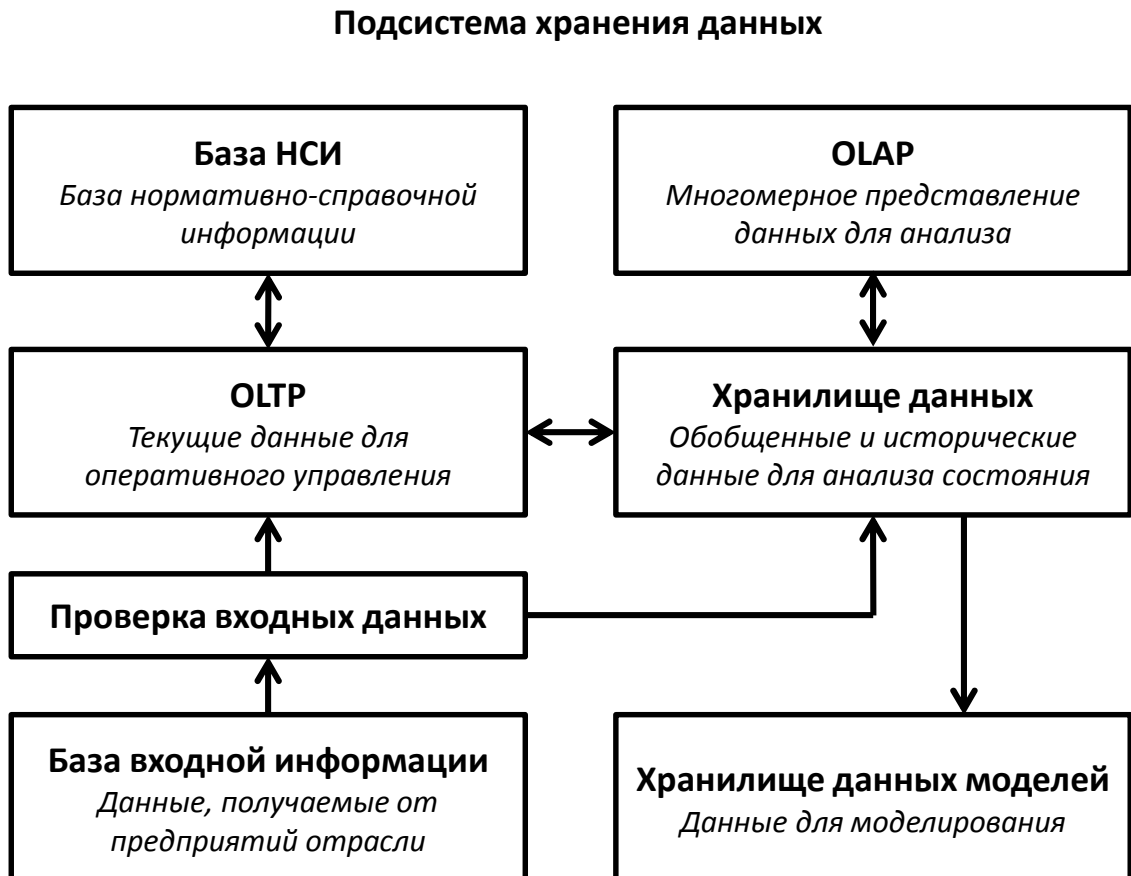 Подсистема хранения данных
База НСИ
База нормативно-справочной
информации
OLAP
Многомерное представление
данных для анализа
OLTP
Текущие данные для
оперативного управления
Хранилище данных
Обобщенные и исторические
данные для анализа состояния
Проверка входных данных
База входной информации
Данные, получаемые от
предприятий отрасли
Хранилище данных моделей
Данные для моделирования